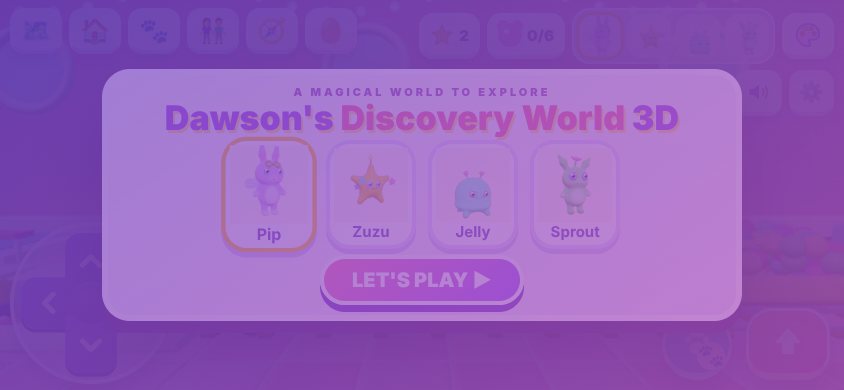 2
0/6
A MAGICAL WORLD TO EXPLORE
Dawson's Discovery World 3D
Pip
Zuzu
Jelly
Sprout
LET'S PLAY ▶